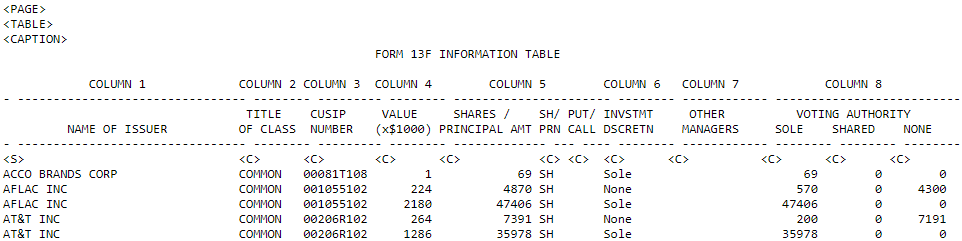 <PAGE>
<TABLE>
<CAPTION>
FORM 13F INFORMATION TABLE
COLUMN 1 COLUMN 2 COLUMN 3 COLUMN 4 COLUMN 5 COLUMN 6 COLUMN 7 COLUMN 8
- ------------------------------ -------- --------- -------- ------------------ -------- --------- ------------------------
TITLE CUSIP VALUE SHARES / SH/ PUT/ INVSTMT OTHER VOTING AUTHORITY
NAME OF ISSUER OF CLASS NUMBER (x$1000) PRINCIPAL AMT PRN CALL DSCRETN MANAGERS SOLE SHARED NONE
- ------------------------------ -------- --------- -------- ------------- --- ---- ------- --------- -------- -------- --------
<S> <C> <C> <C> <C> <C> <C> <C> <C> <C> <C> <C>
ACCO BRANDS CORP COMMON 00081T108 1 69 SH Sole 69 0 0
AFLAC INC COMMON 001055102 224 4870 SH None 570 0 4300
AFLAC INC COMMON 001055102 2180 47406 SH Sole 47406 0 0
AT&T INC COMMON 00206R102 264 7391 SH None 200 0 7191
AT&T INC COMMON 00206R102 1286 35978 SH Sole 35978 0 0